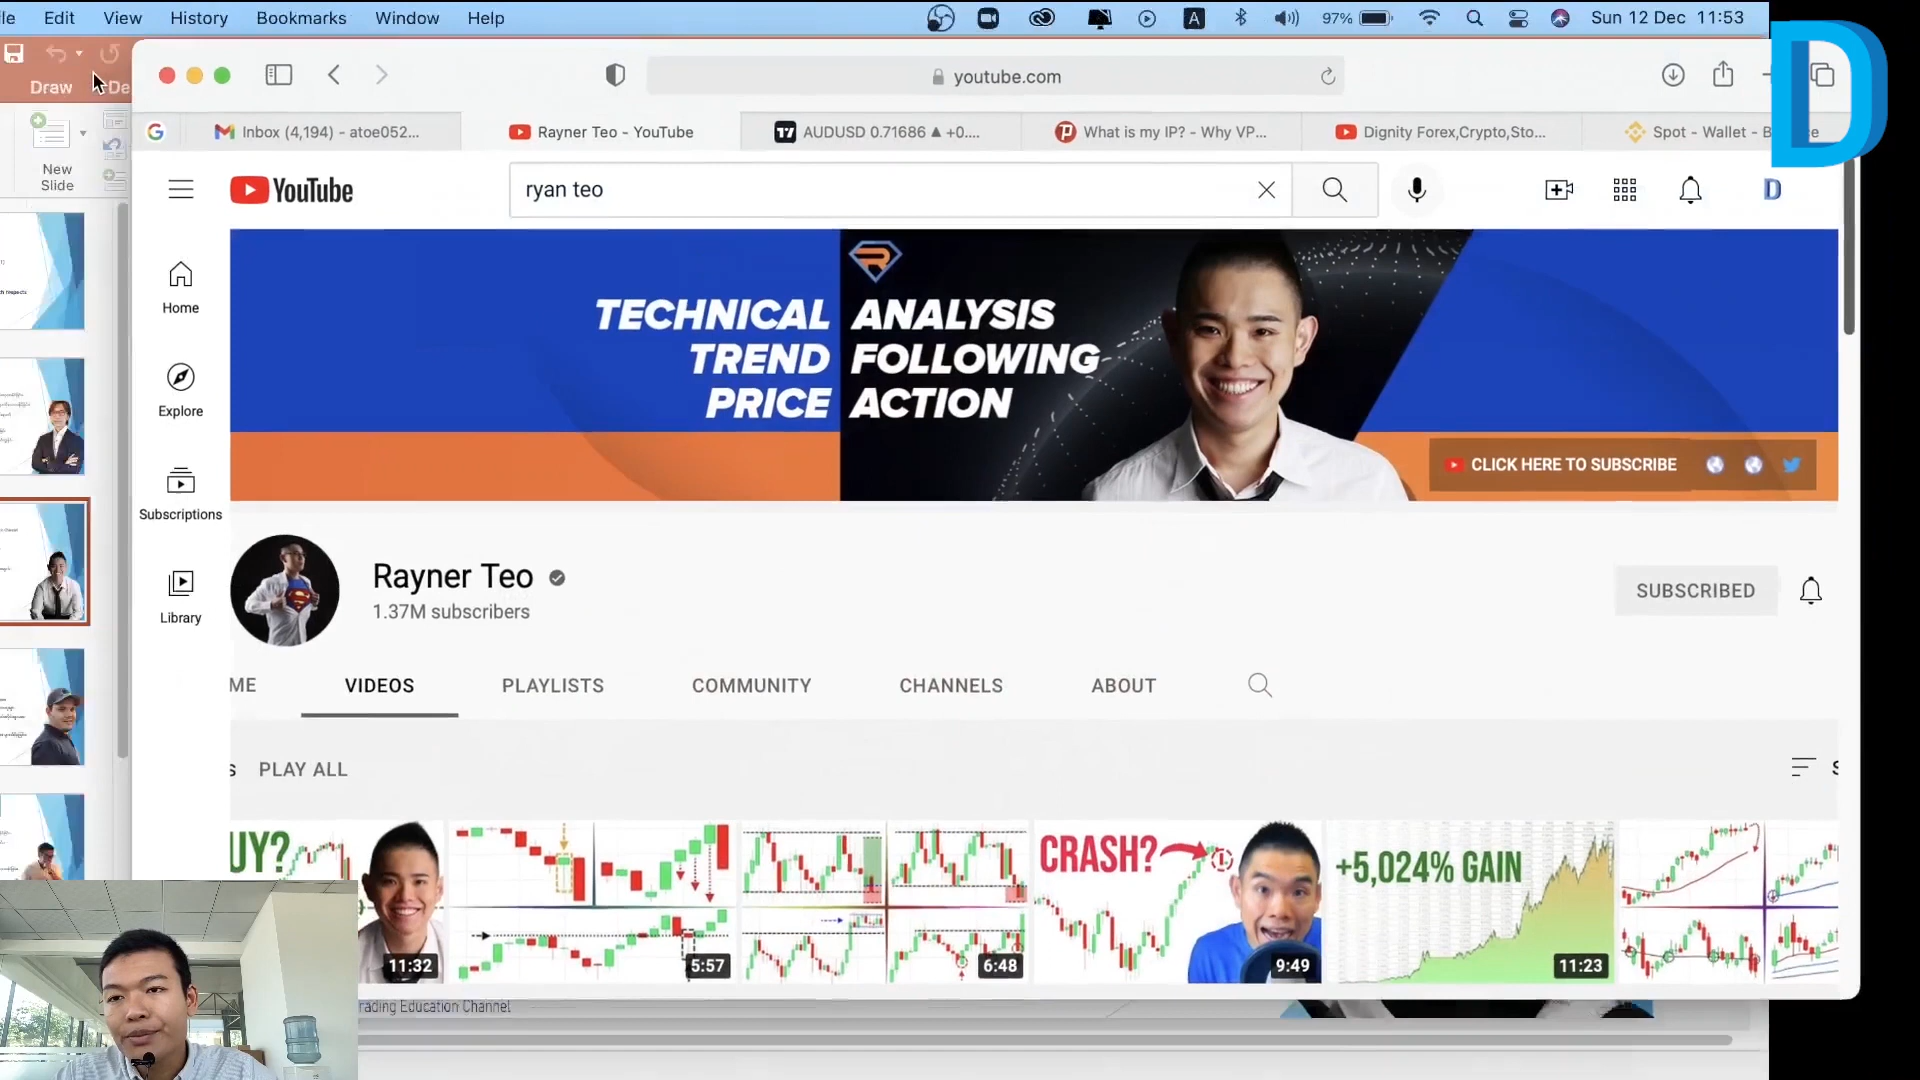 Edit View History Bookmarks Window Help
97% Sun 12 Dec 11:53
Draw
youtube.com
Inbox (4,194) - atoe052...
Rayner Teo - YouTube
AUDUSD 0.71686 ▲ +0....
What is my IP? - Why VP...
Dignity Forex,Crypto,Sto...
Spot - Wallet - B
New
Slide
YouTube
ryan teo
D
Home
Explore
Subscriptions
Library
TECHNICAL ANALYSIS
TREND FOLLOWING
PRICE ACTION
CLICK HERE TO SUBSCRIBE
Rayner Teo
1.37M subscribers
SUBSCRIBED
ME VIDEOS PLAYLISTS COMMUNITY CHANNELS ABOUT
PLAY ALL
UY?
11:32
5:57
6:48
CRASH?
9:49
+5,024% GAIN
11:23
rading Education Channel